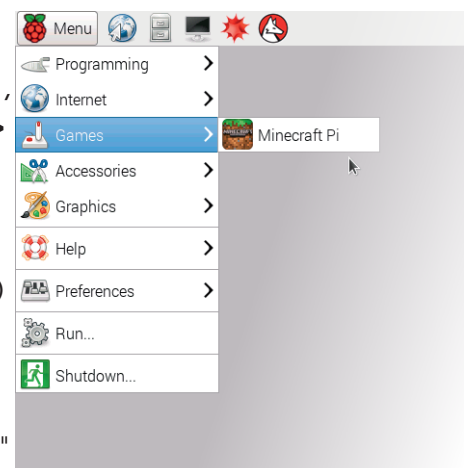 Menu
Programming
Internet
Games
Minecraft Pi
Accessories
Graphics
Help
Preferences
Run...
Shutdown...